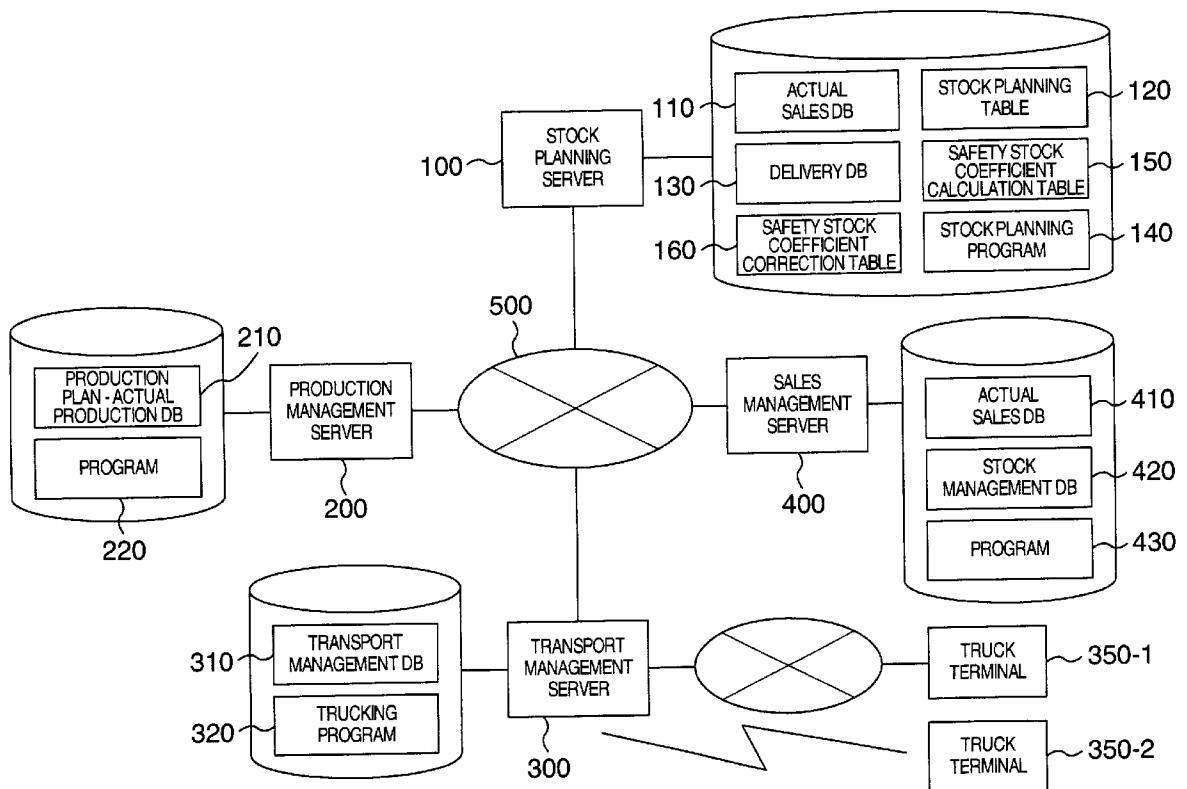 110
ACTUAL
SALES DB
STOCK PLANNING
TABLE
120
100
STOCK
PLANNING
SERVER
130
DELIVERY DB
SAFETY STOCK
COEFFICIENT
CALCULATION TABLE
150
160
SAFETY STOCK
COEFFICIENT
CORRECTION TABLE
STOCK PLANNING
PROGRAM
140
500
210
PRODUCTION
PLAN - ACTUAL
PRODUCTION DB
PROGRAM
220
PRODUCTION
MANAGEMENT
SERVER
200
SALES
MANAGEMENT
SERVER
400
ACTUAL
SALES DB
410
STOCK
MANAGEMENT DB
420
PROGRAM
430
310
TRANSPORT
MANAGEMENT DB
320
TRUCKING
PROGRAM
TRANSPORT
MANAGEMENT
SERVER
300
TRUCK
TERMINAL
350-1
TRUCK
TERMINAL
350-2